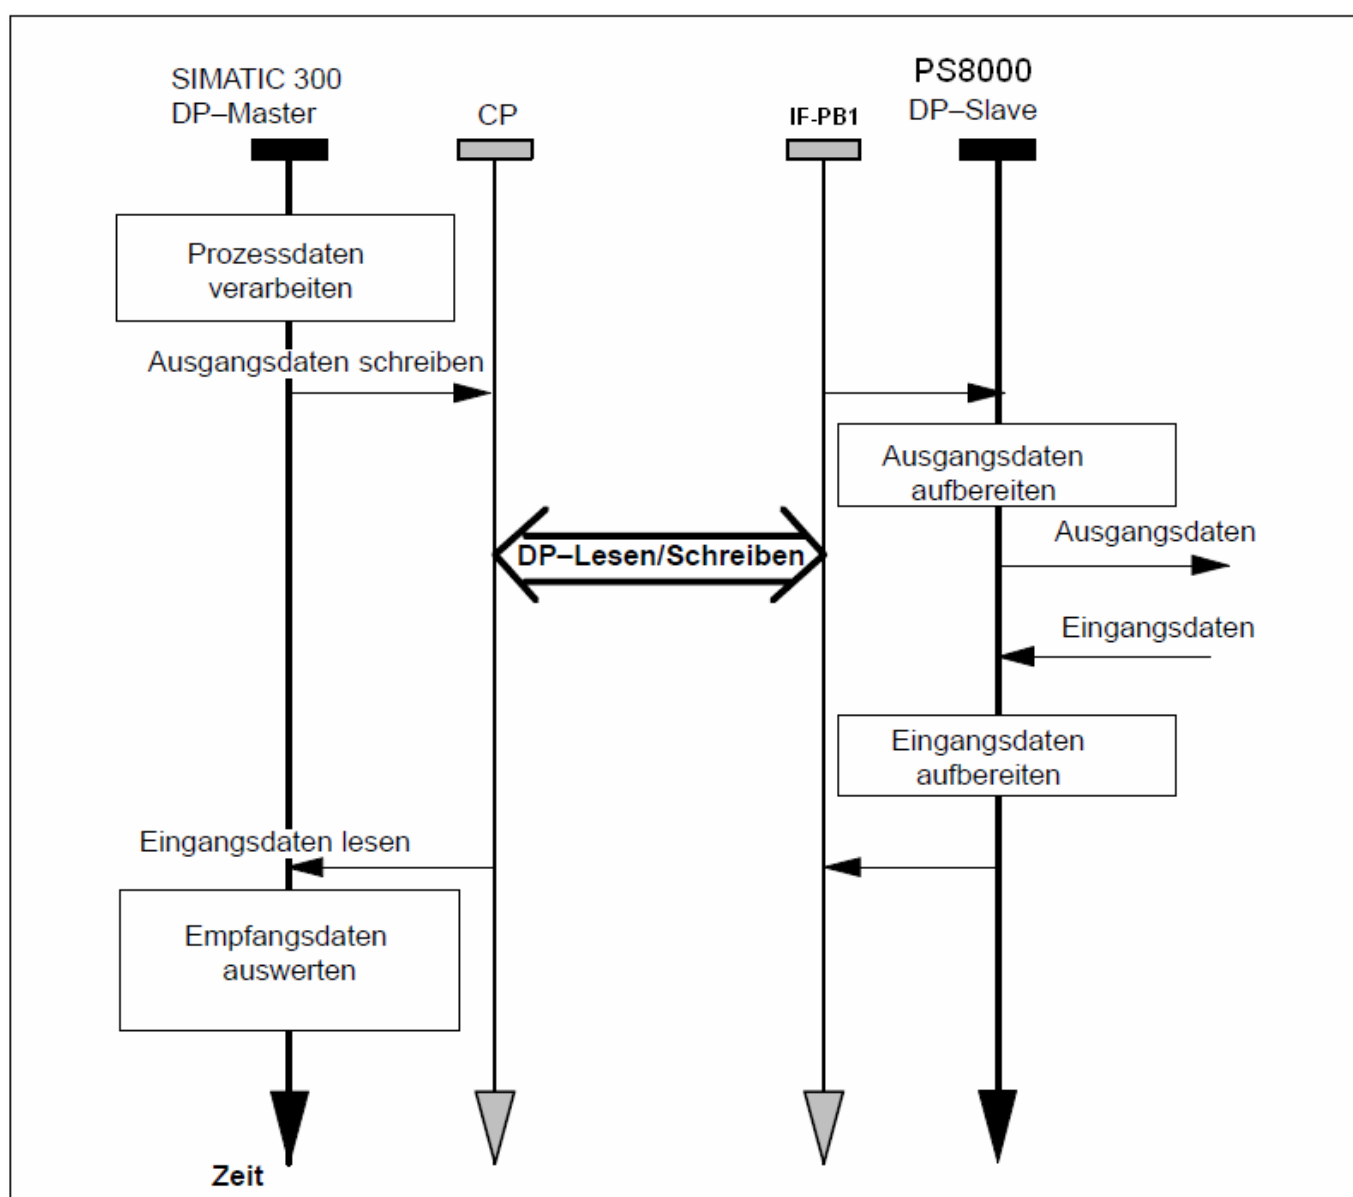 SIMATIC 300
DP–Master
CP
IF-PB1
PS8000
DP–Slave
Prozessdaten
verarbeiten
Ausgangsdaten schreiben
Ausgangsdaten
aufbereiten
Ausgangsdaten
DP–Lesen/Schreiben
Eingangsdaten
Eingangsdaten
aufbereiten
Eingangsdaten lesen
Empfangsdaten
auswerten
Zeit